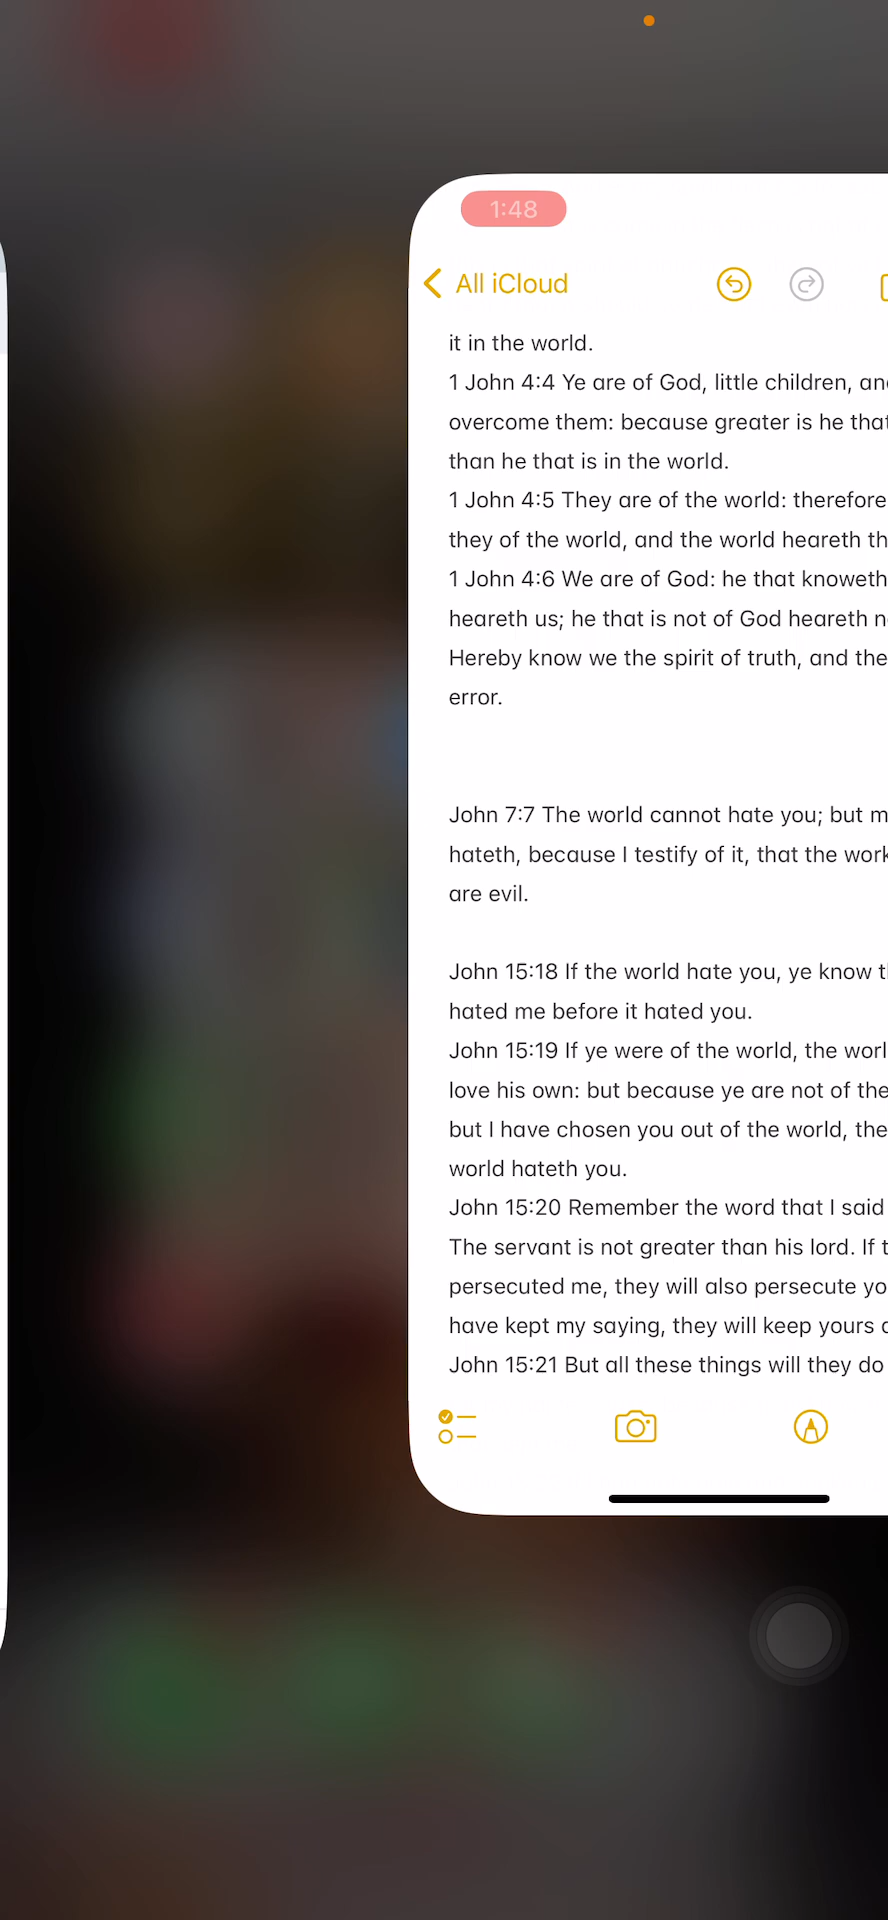 1:48
All iCloud
it in the world.
1 John 4:4 Ye are of God, little children, and
overcome them: because greater is he that
than he that is in the world.
1 John 4:5 They are of the world: therefore
they of the world, and the world heareth th
1 John 4:6 We are of God: he that knoweth
heareth us; he that is not of God heareth n
Hereby know we the spirit of truth, and the
error.
John 7:7 The world cannot hate you; but m
hateth, because I testify of it, that the work
are evil.
John 15:18 If the world hate you, ye know t
hated me before it hated you.
John 15:19 If ye were of the world, the worl
love his own: but because ye are not of the
but I have chosen you out of the world, the
world hateth you.
John 15:20 Remember the word that I said
The servant is not greater than his lord. If t
persecuted me, they will also persecute yo
have kept my saying, they will keep yours a
John 15:21 But all these things will they do